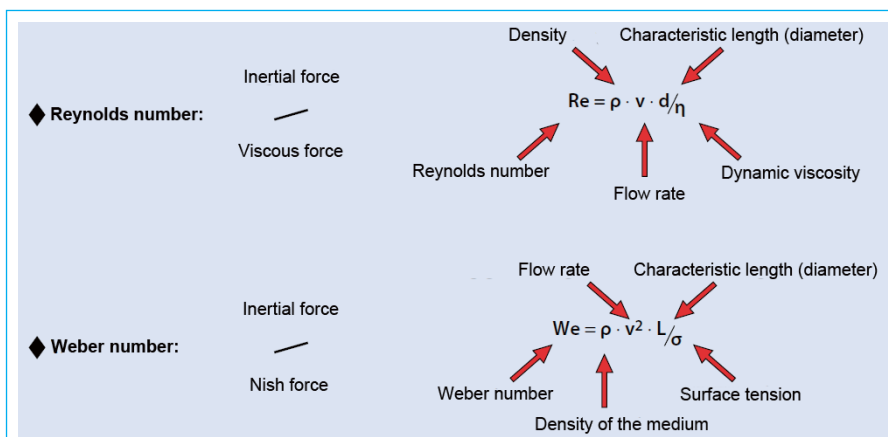 Density
Characteristic length (diameter)
Inertial force
Re = ρ · v · d/η
◆ Reynolds number:
Viscous force
Reynolds number
Dynamic viscosity
Flow rate
Flow rate
Characteristic length (diameter)
Inertial force
We = ρ · v² · L/σ
◆ Weber number:
Nish force
Weber number
Surface tension
Density of the medium